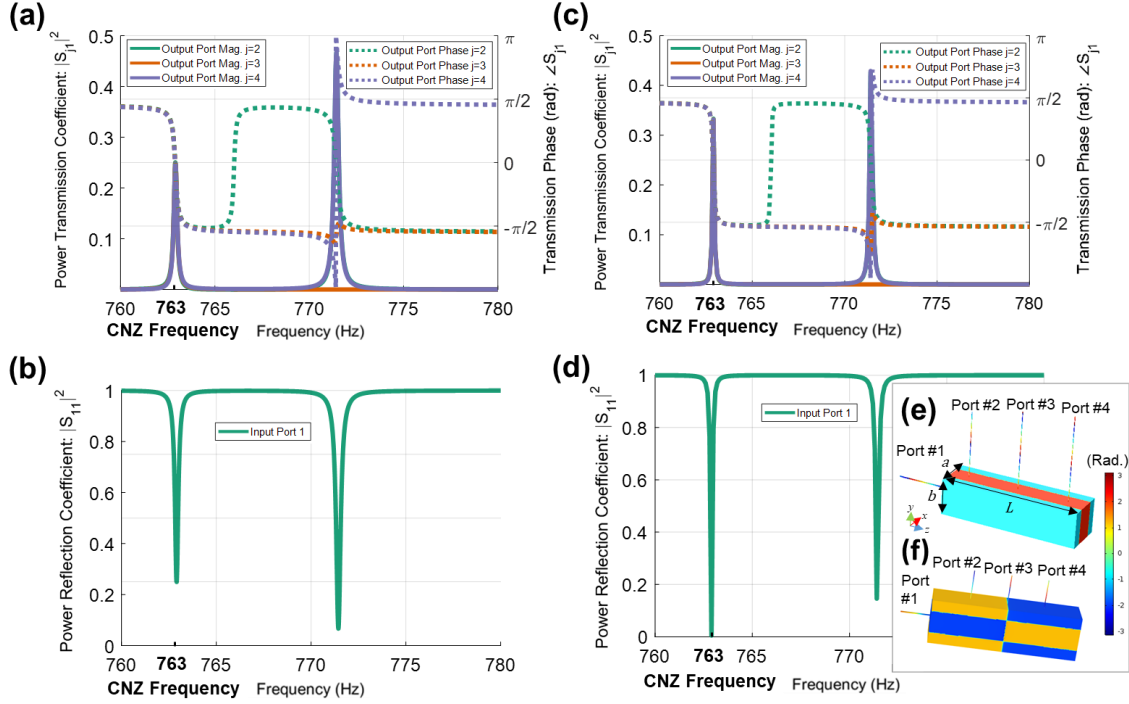 (a)
Power Transmission Coefficient: |S_j1|^2
0.5
0.4
0.3
0.2
0.1
Output Port Mag. j=2
Output Port Mag. j=3
Output Port Mag. j=4
Output Port Phase j=2
Output Port Phase j=3
Output Port Phase j=4
π
π/2
0
-π/2
Transmission Phase (rad): ∠S_j1
760 763 765 770 775 780
CNZ Frequency Frequency (Hz)
(c)
Power Transmission Coefficient: |S_j1|^2
0.5
0.4
0.3
0.2
0.1
Output Port Mag. j=2
Output Port Mag. j=3
Output Port Mag. j=4
Output Port Phase j=2
Output Port Phase j=3
Output Port Phase j=4
π
π/2
0
-π/2
Transmission Phase (rad): ∠S_j1
760 763 765 770 775 780
CNZ Frequency Frequency (Hz)
(b)
Power Reflection Coefficient: |S_11|^2
1
0.8
0.6
1
0.4
0.2
0
Input Port 1
760 763 765 770 775 780
CNZ Frequency Frequency (Hz)
(d)
Power Reflection Coefficient: |S_11|^2
1
0.8
0.6
1
0.4
0.2
0
Input Port 1
760 763 765 770
CNZ Frequency Frequency (Hz)
(e)
Port #2 Port #3 Port #4
Port #1
a
b
L
y
x
z
(Rad.)
3
2
1
0
-1
-2
-3
(f)
Port #2 Port #3 Port #4
Port
#1